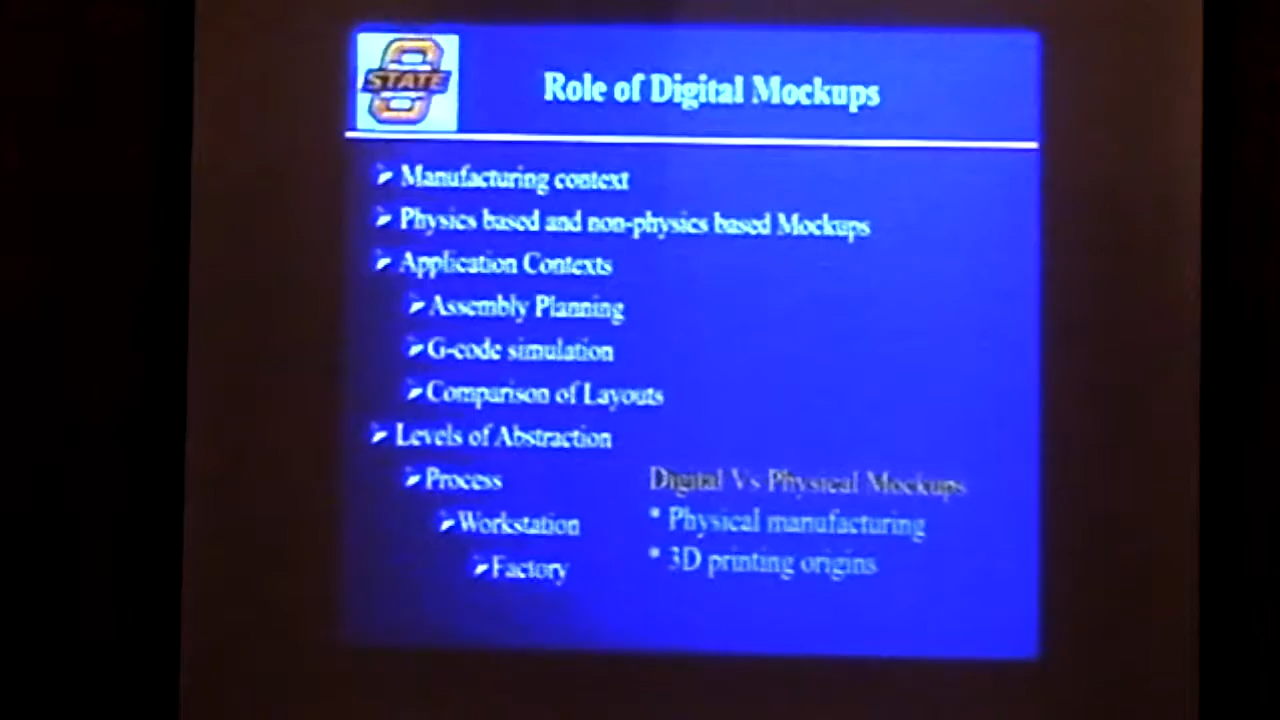 STATE
Role of Digital Mockups
Manufacturing context
Physics based and non-physics based Mockups
Application Contexts
Assembly Planning
G-code simulation
Comparison of Layouts
Levels of Abstraction
Process
Workstation
Factory
Digital Vs Physical Mockups
* Physical manufacturing
* 3D printing origins